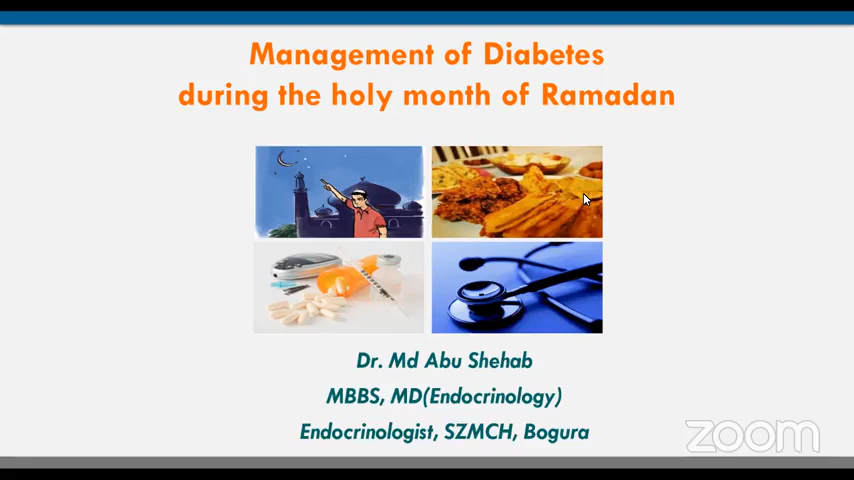 Management of Diabetes
during the holy month of Ramadan
Dr. Md Abu Shehab
MBBS, MD(Endocrinology)
Endocrinologist, SZMCH, Bogura
zoom